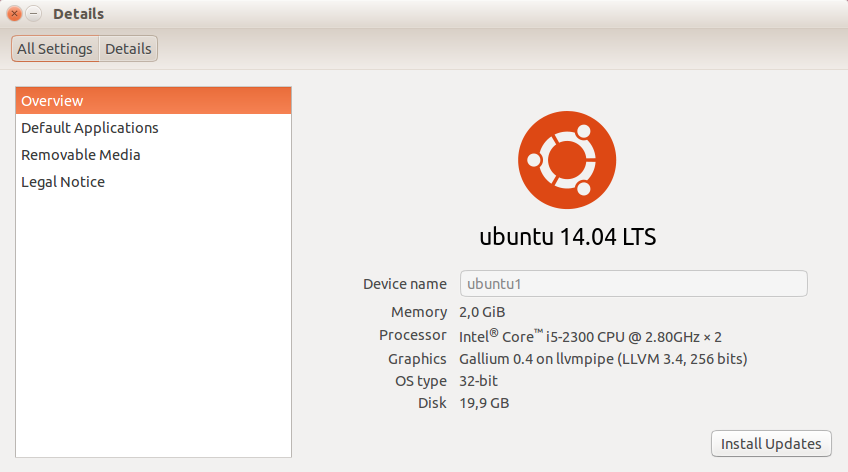 Details
All Settings Details
Overview
Default Applications
Removable Media
Legal Notice
ubuntu 14.04 LTS
Device name ubuntu1
Memory 2,0 GiB
Processor Intel® Core™ i5-2300 CPU @ 2.80GHz × 2
Graphics Gallium 0.4 on llvmpipe (LLVM 3.4, 256 bits)
OS type 32-bit
Disk 19,9 GB
Install Updates